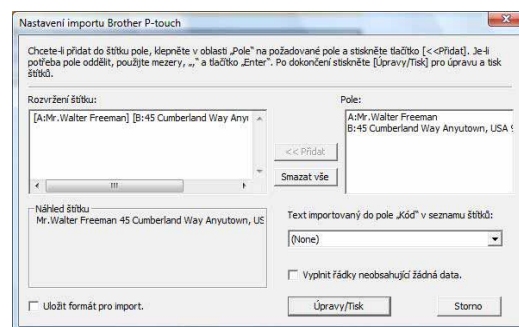 Nastavení importu Brother P-touch
Chcete-li přidat do štítku pole, klepněte v oblasti „Pole“ na požadované pole a stiskněte tlačítko [<<Přidat]. Je-li
potřeba pole oddělit, použijte mezery, „,“ a tlačítko „Enter“. Po dokončení stiskněte [Úpravy/Tisk] pro úpravu a tisk
štítků.
Rozvržení štítku:
Pole:
[A:Mr.Walter Freeman] [B:45 Cumberland Way Anyu
A:Mr.Walter Freeman
B:45 Cumberland Way Anyutown, USA 9
<< Přidat
Smazat vše
Náhled štítku
Mr.Walter Freeman 45 Cumberland Way Anyutown, US
Text importovaný do pole „Kód“ v seznamu štítků:
(None)
Vyplnit řádky neobsahující žádná data.
Uložit formát pro import.
Úpravy/Tisk
Storno